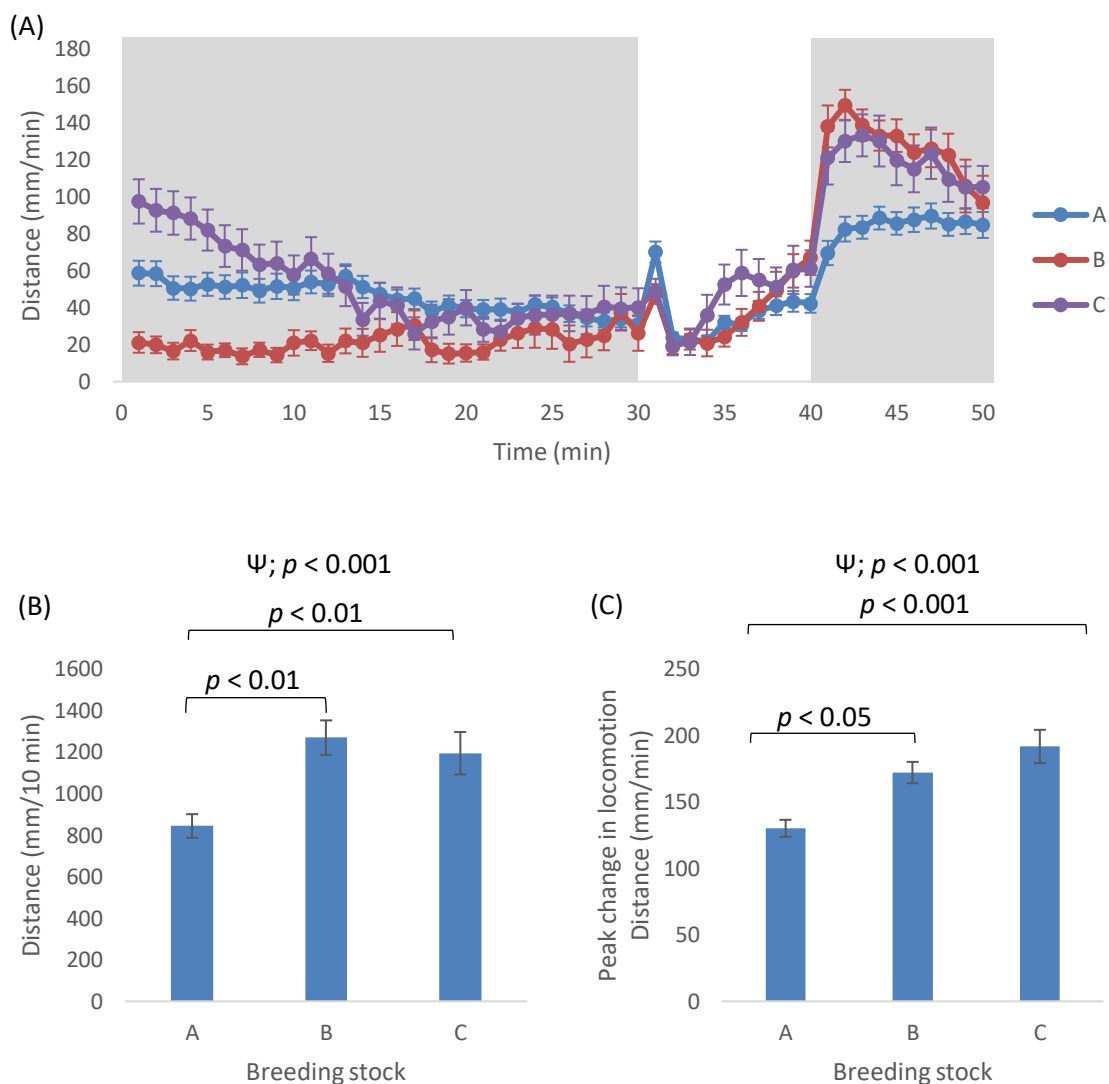 (A)
180
160
140
120
100
80
60
40
20
0
Distance (mm/min)
0 5 10 15 20 25 30 35 40 45 50
Time (min)
A
B
C
Ψ; p < 0.001
(B)
p < 0.01
p < 0.01
1600
1400
1200
1000
800
600
400
200
0
Distance (mm/10 min)
A B C
Breeding stock
Ψ; p < 0.001
(C)
p < 0.001
p < 0.05
250
200
150
100
50
0
Peak change in locomotion
Distance (mm/min)
A B C
Breeding stock